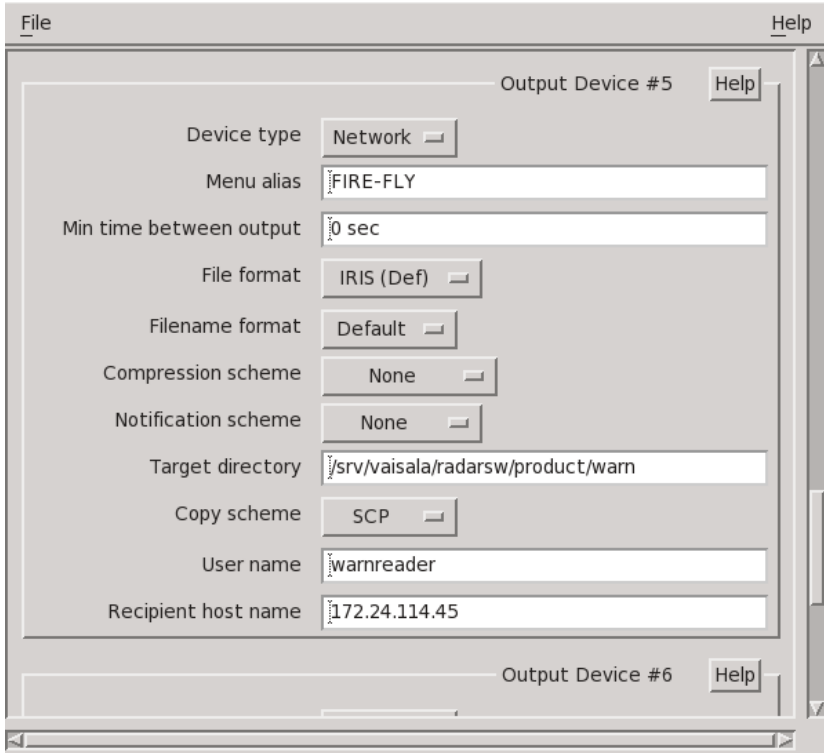 File Help
Output Device #5 Help
Device type Network
Menu alias FIRE-FLY
Min time between output 0 sec
File format IRIS (Def)
Filename format Default
Compression scheme None
Notification scheme None
Target directory /srv/vaisala/radarsw/product/warn
Copy scheme SCP
User name warnreader
Recipient host name 172.24.114.45
Output Device #6 Help